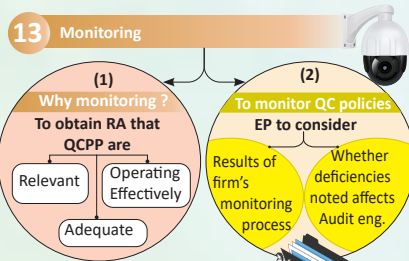 13 Monitoring
(1)
Why monitoring ?
To obtain RA that
QCPP are
Relevant
Operating
Effectively
Adequate
(2)
To monitor QC policies
EP to consider
Results of
firm's
monitoring
process
Whether
deficiencies
noted affects
Audit eng.